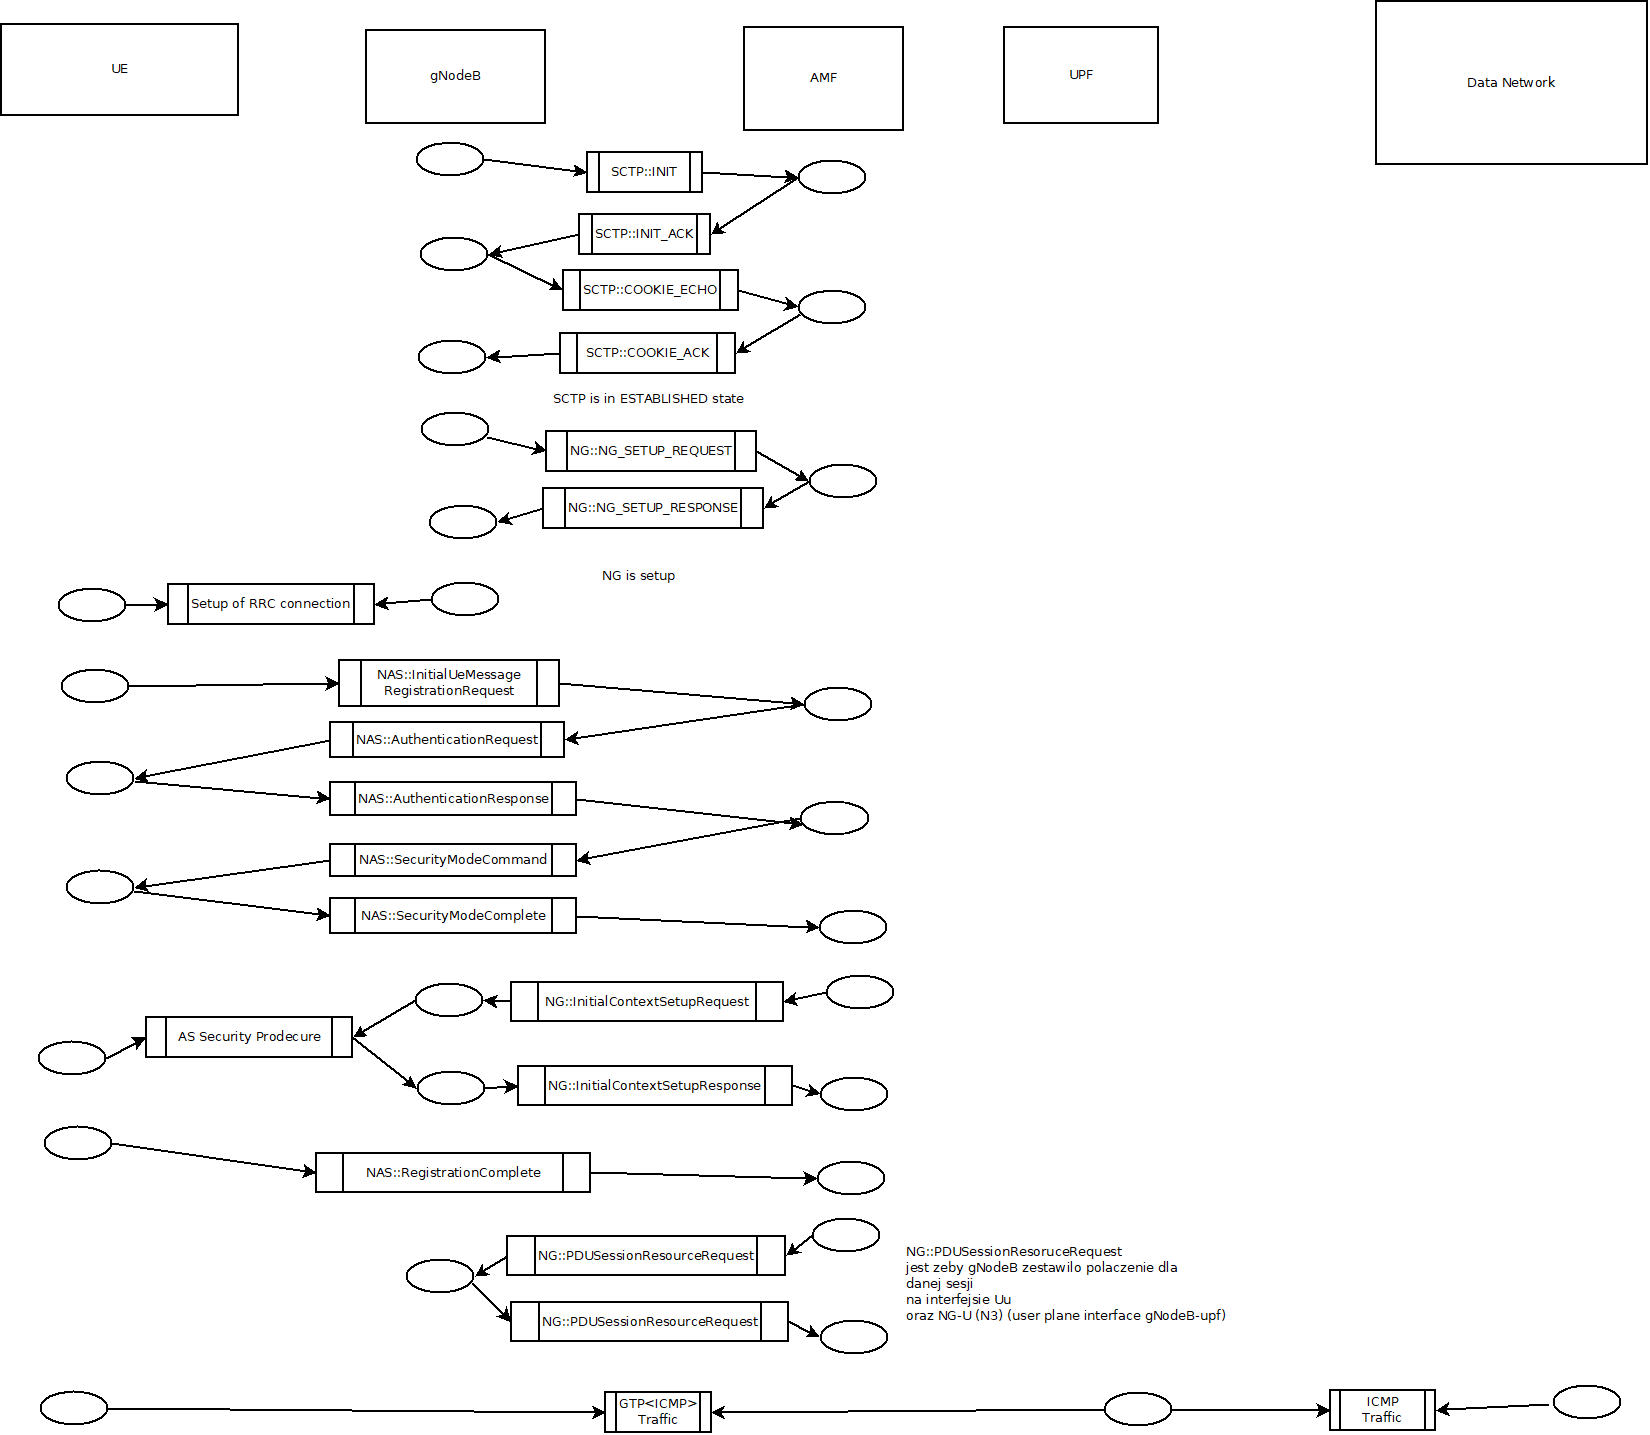 UE
gNodeB
AMF
UPF
Data Network
SCTP::INIT
SCTP::INIT_ACK
SCTP::COOKIE_ECHO
SCTP::COOKIE_ACK
SCTP is in ESTABLISHED state
NG::NG_SETUP_REQUEST
NG::NG_SETUP_RESPONSE
NG is setup
Setup of RRC connection
NAS::InitialUeMessage
RegistrationRequest
NAS::AuthenticationRequest
NAS::AuthenticationResponse
NAS::SecurityModeCommand
NAS::SecurityModeComplete
NG::InitialContextSetupRequest
AS Security Prodecure
NG::InitialContextSetupResponse
NAS::RegistrationComplete
NG::PDUSessionResourceRequest
NG::PDUSessionResoruceRequest
jest zeby gNodeB zestawilo polaczenie dla
danej sesji
na interfejsie Uu
oraz NG-U (N3) (user plane interface gNodeB-upf)
NG::PDUSessionResourceRequest
GTP<ICMP>
Traffic
ICMP
Traffic